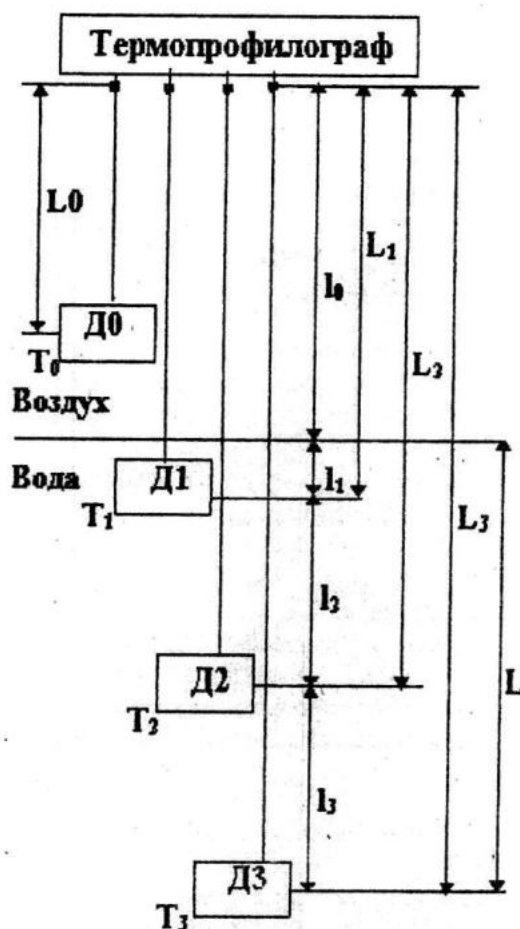 Термопрофилограф
L0
L₁
l₀
Д0
T₀
L₂
Воздух
Вода
Д1
l₁
T₁
L₃
l₂
Д2
L
T₂
l₃
Д3
T₃